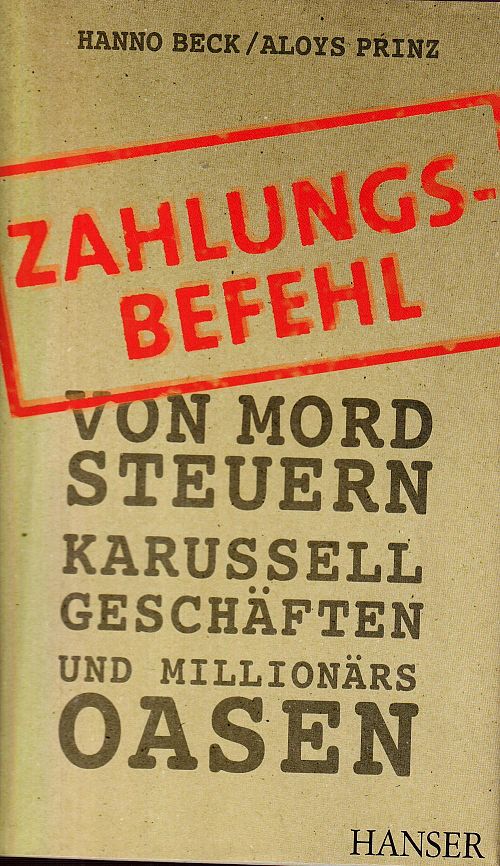 HANNO BECK/ALOYS PRINZ
ZAHLUNGS-
BEFEHL
VON MORD
STEUERN
KARUSSELL
GESCHÄFTEN
UND MILLIONÄRS
OASEN
HANSER